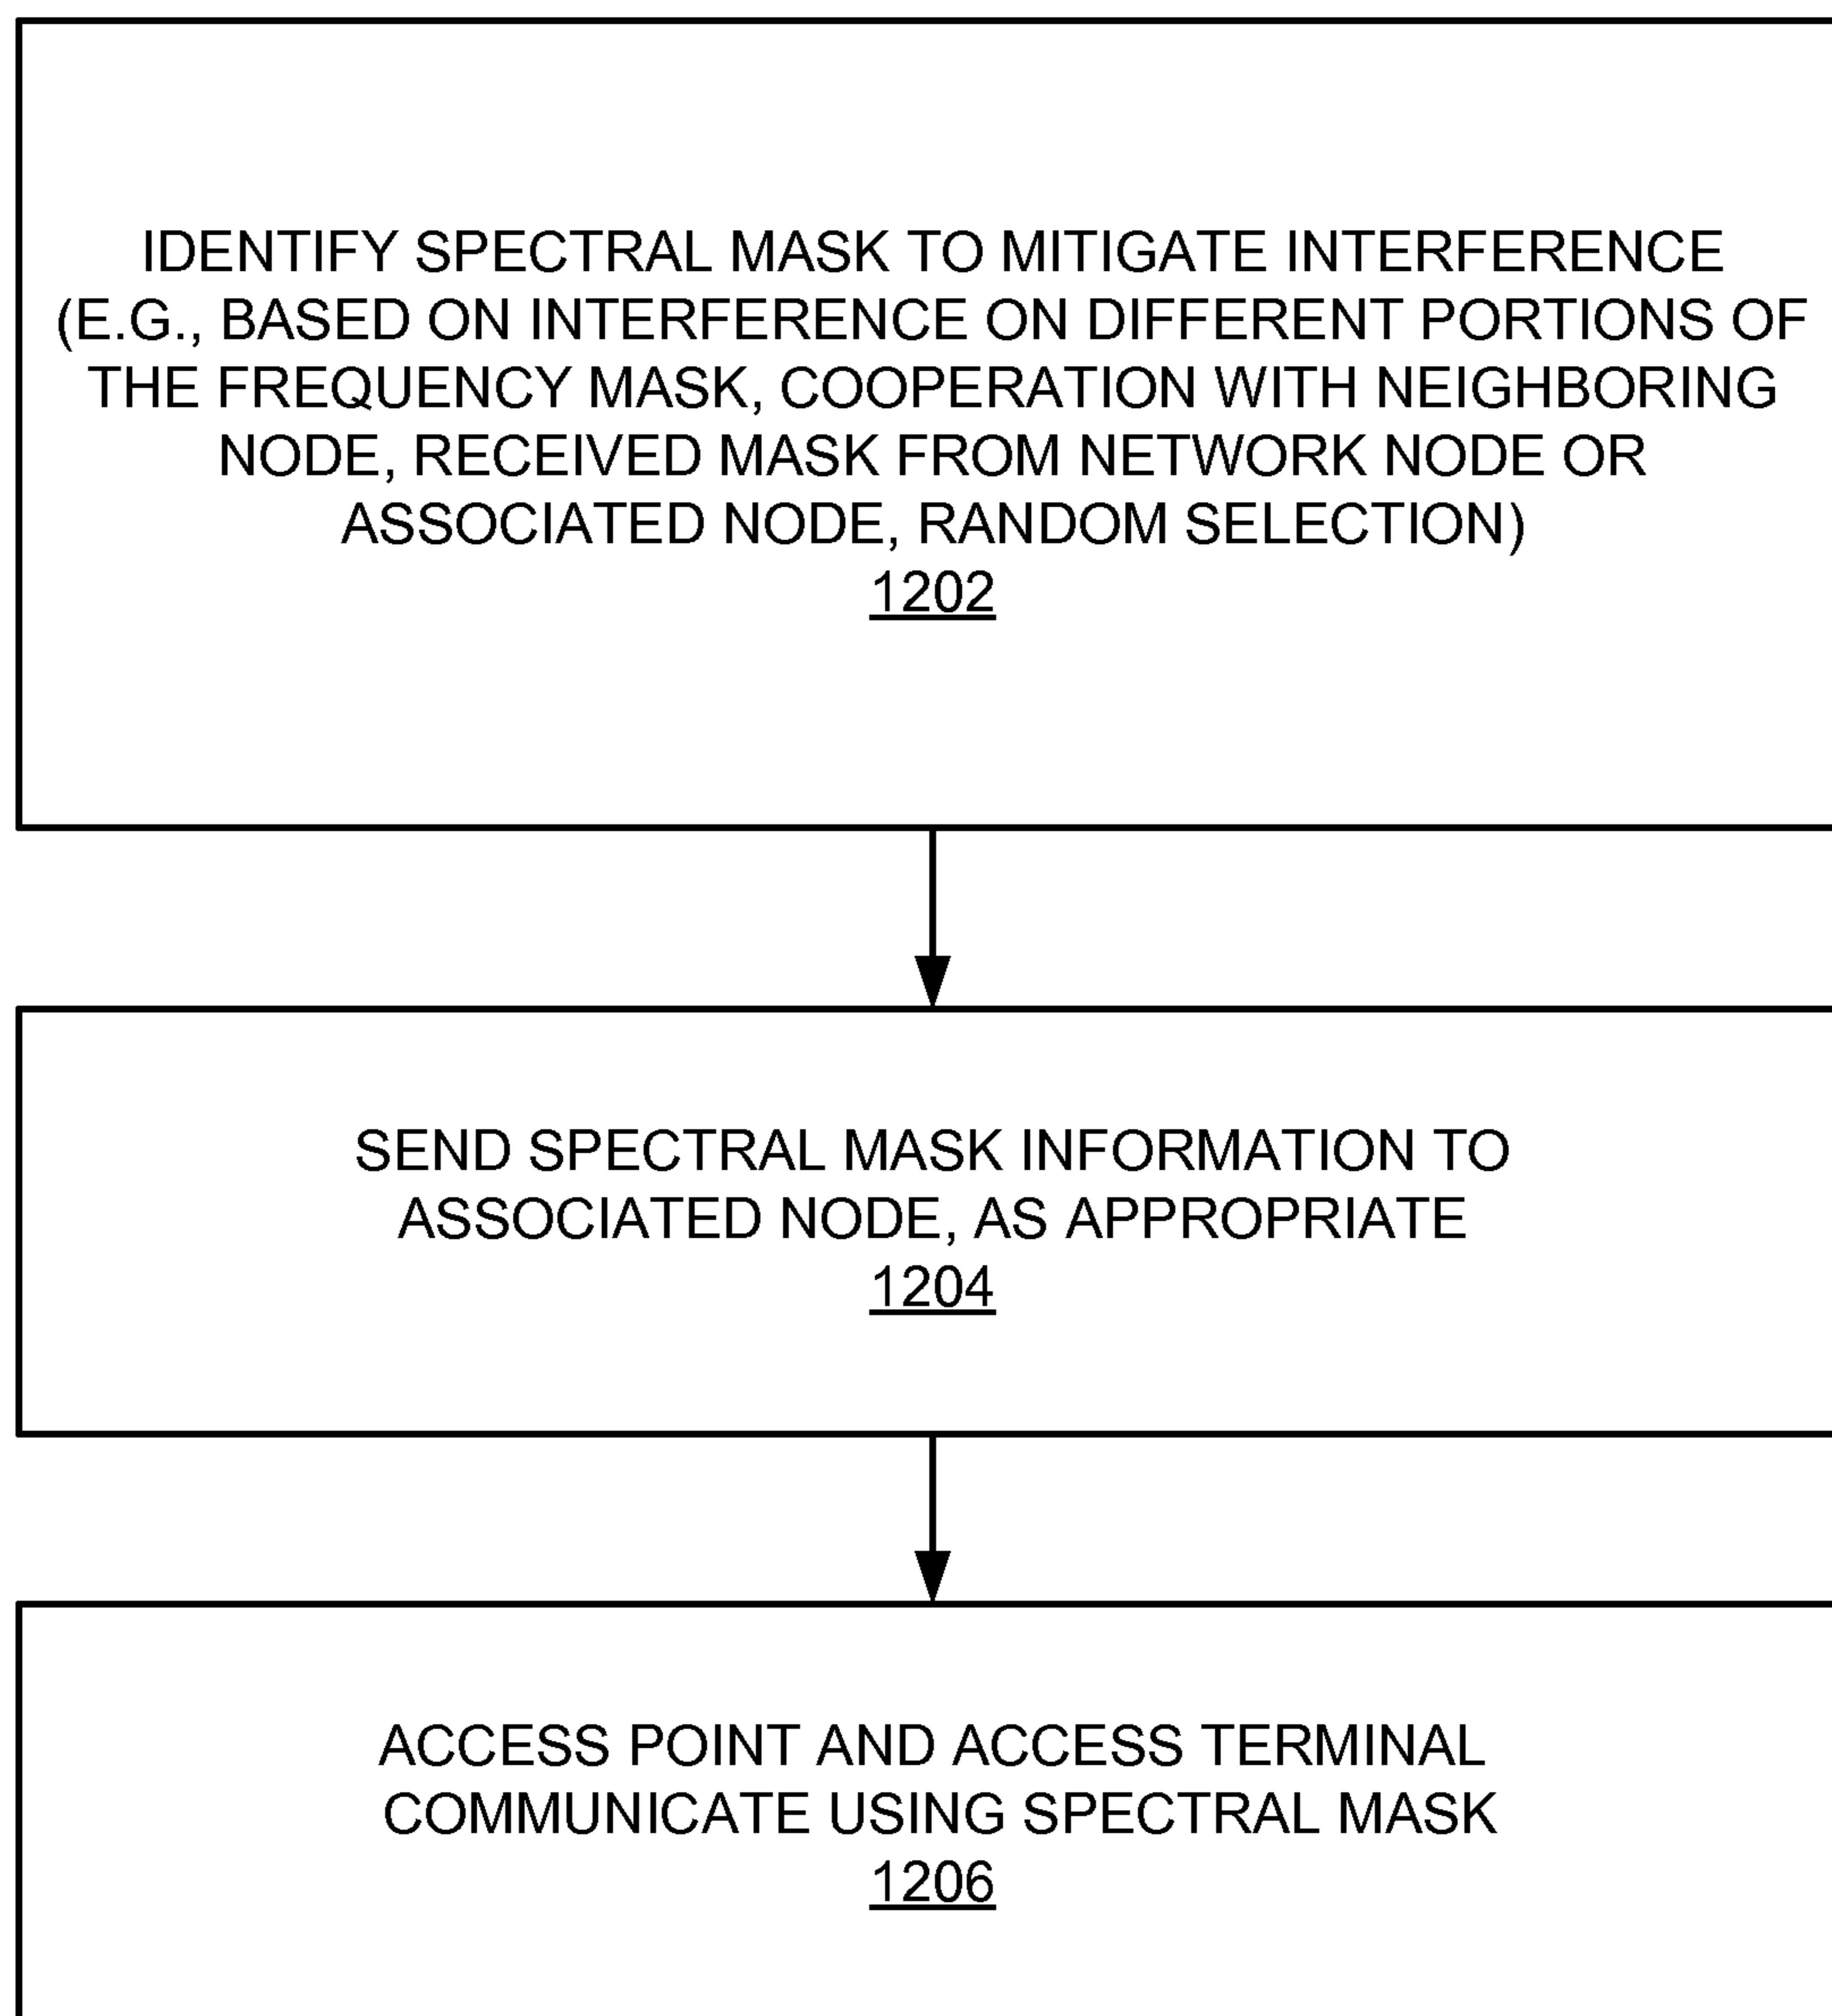 IDENTIFY SPECTRAL MASK TO MITIGATE INTERFERENCE
(E.G., BASED ON INTERFERENCE ON DIFFERENT PORTIONS OF
THE FREQUENCY MASK, COOPERATION WITH NEIGHBORING
NODE, RECEIVED MASK FROM NETWORK NODE OR
ASSOCIATED NODE, RANDOM SELECTION)
1202
SEND SPECTRAL MASK INFORMATION TO
ASSOCIATED NODE, AS APPROPRIATE
1204
ACCESS POINT AND ACCESS TERMINAL
COMMUNICATE USING SPECTRAL MASK
1206